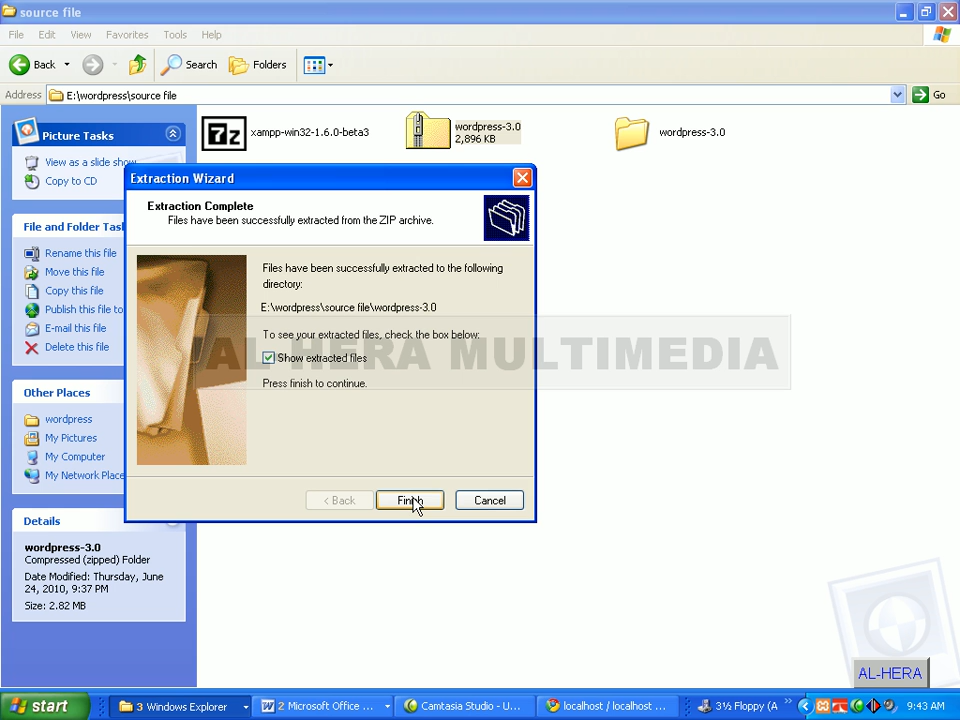 source file
File Edit View Favorites Tools Help
Back Search Folders
Address E:\wordpress\source file Go
Picture Tasks
View as a slide show
Copy to CD
File and Folder Task
Rename this file
Move this file
Copy this file
Publish this file to
E-mail this file
Delete this file
Other Places
wordpress
My Pictures
My Computer
My Network Place
Details
wordpress-3.0
Compressed (zipped) Folder
Date Modified: Thursday, June
24, 2010, 9:37 PM
Size: 2.82 MB
7z
xampp-win32-1.6.0-beta3
wordpress-3.0
2,896 KB
wordpress-3.0
Extraction Wizard
Extraction Complete
Files have been successfully extracted from the ZIP archive.
Files have been successfully extracted to the following
directory:
E:\wordpress\source file\wordpress-3.0
To see your extracted files, check the box below:
Show extracted files
Press finish to continue.
< Back Finish Cancel
AL-HERA MULTIMEDIA
AL-HERA
start 3 Windows Explorer 2 Microsoft Office ... Camtasia Studio - U... localhost / localhost ... 3½ Floppy (A » 9:43 AM